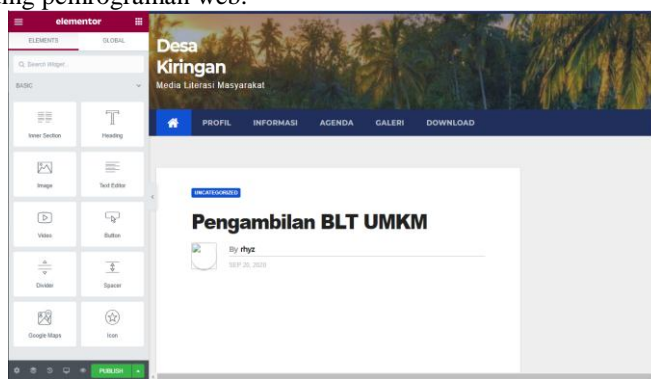 pemrograman web.
elementor
ELEMENTS GLOBAL
Search Widget...
BASIC
Inner Section Heading
Image Text Editor
Video Button
Divider Spacer
Google Maps Icon
PUBLISH
Desa
Kiringan
Media Literasi Masyarakat
PROFIL INFORMASI AGENDA GALERI DOWNLOAD
UNCATEGORIZED
Pengambilan BLT UMKM
By rhyz
SEP 20, 2020